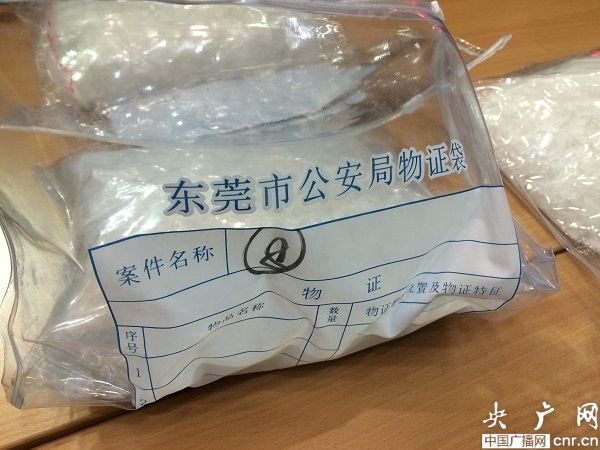 东莞市公安局物证袋
案件名称
物 证
序号 物品名称 数量 置及物证特征
1
央广网
中国广播网 cnr.cn